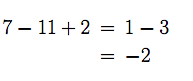 7 − 11 + 2 = 1 − 3
= −2